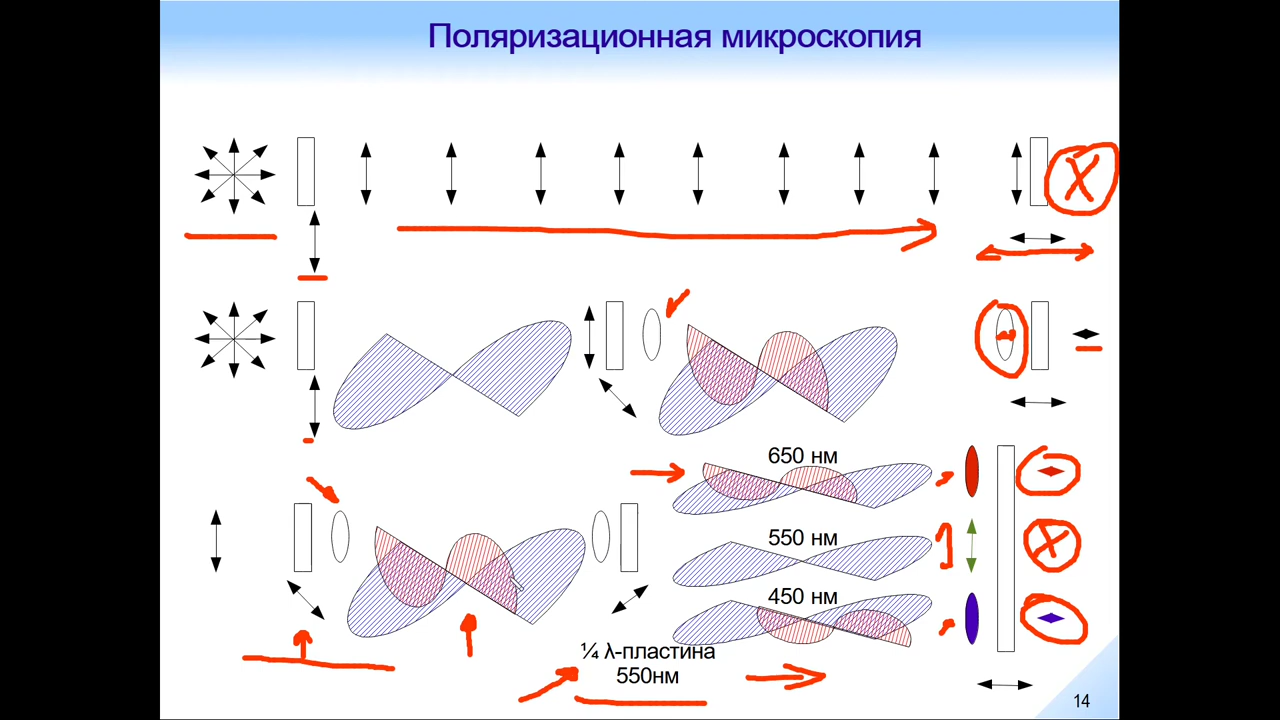 Поляризационная микроскопия
650 нм
550 нм
450 нм
¼ λ-пластина
550нм
14